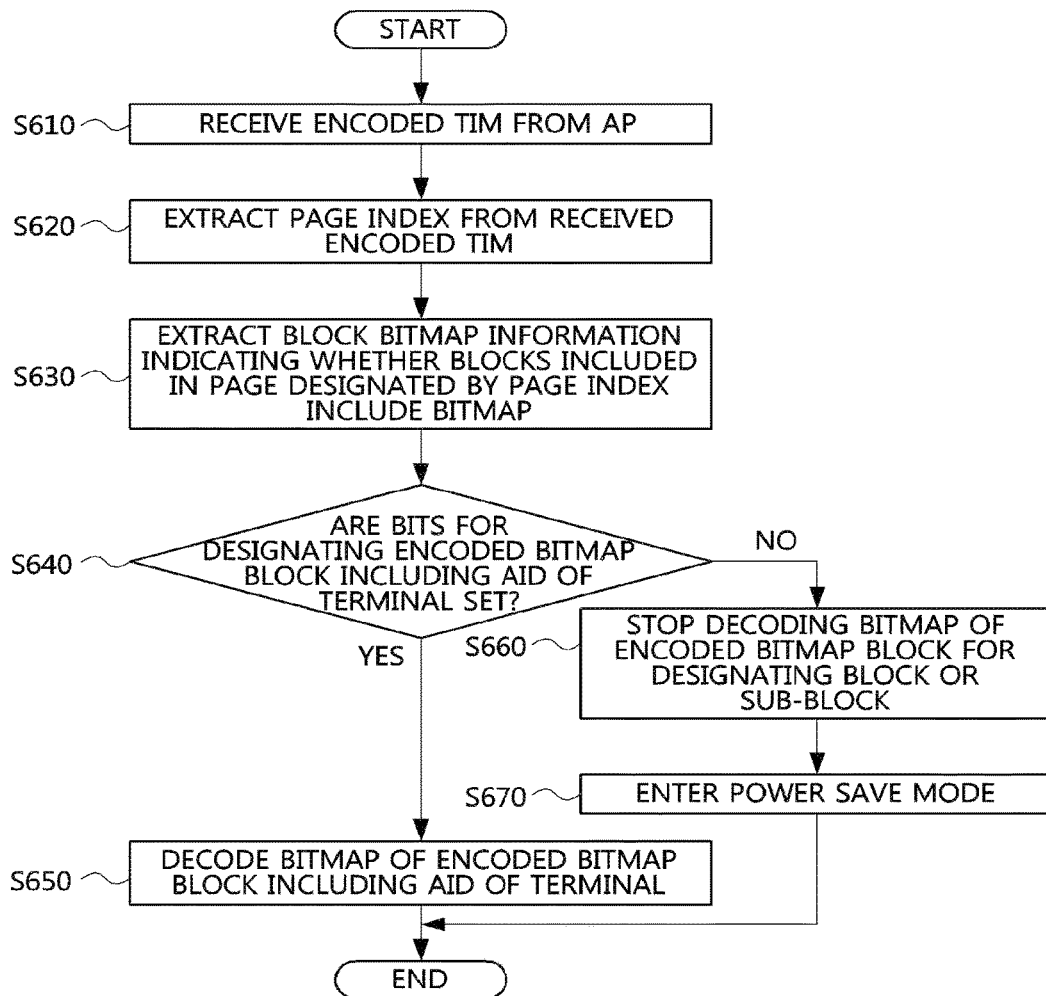 START
S610
RECEIVE ENCODED TIM FROM AP
S620
EXTRACT PAGE INDEX FROM RECEIVED
ENCODED TIM
S630
EXTRACT BLOCK BITMAP INFORMATION
INDICATING WHETHER BLOCKS INCLUDED
IN PAGE DESIGNATED BY PAGE INDEX
INCLUDE BITMAP
S640
ARE BITS FOR
DESIGNATING ENCODED BITMAP
BLOCK INCLUDING AID OF
TERMINAL SET?
NO
YES
S660
STOP DECODING BITMAP OF
ENCODED BITMAP BLOCK FOR
DESIGNATING BLOCK OR
SUB-BLOCK
S670
ENTER POWER SAVE MODE
S650
DECODE BITMAP OF ENCODED BITMAP
BLOCK INCLUDING AID OF TERMINAL
END